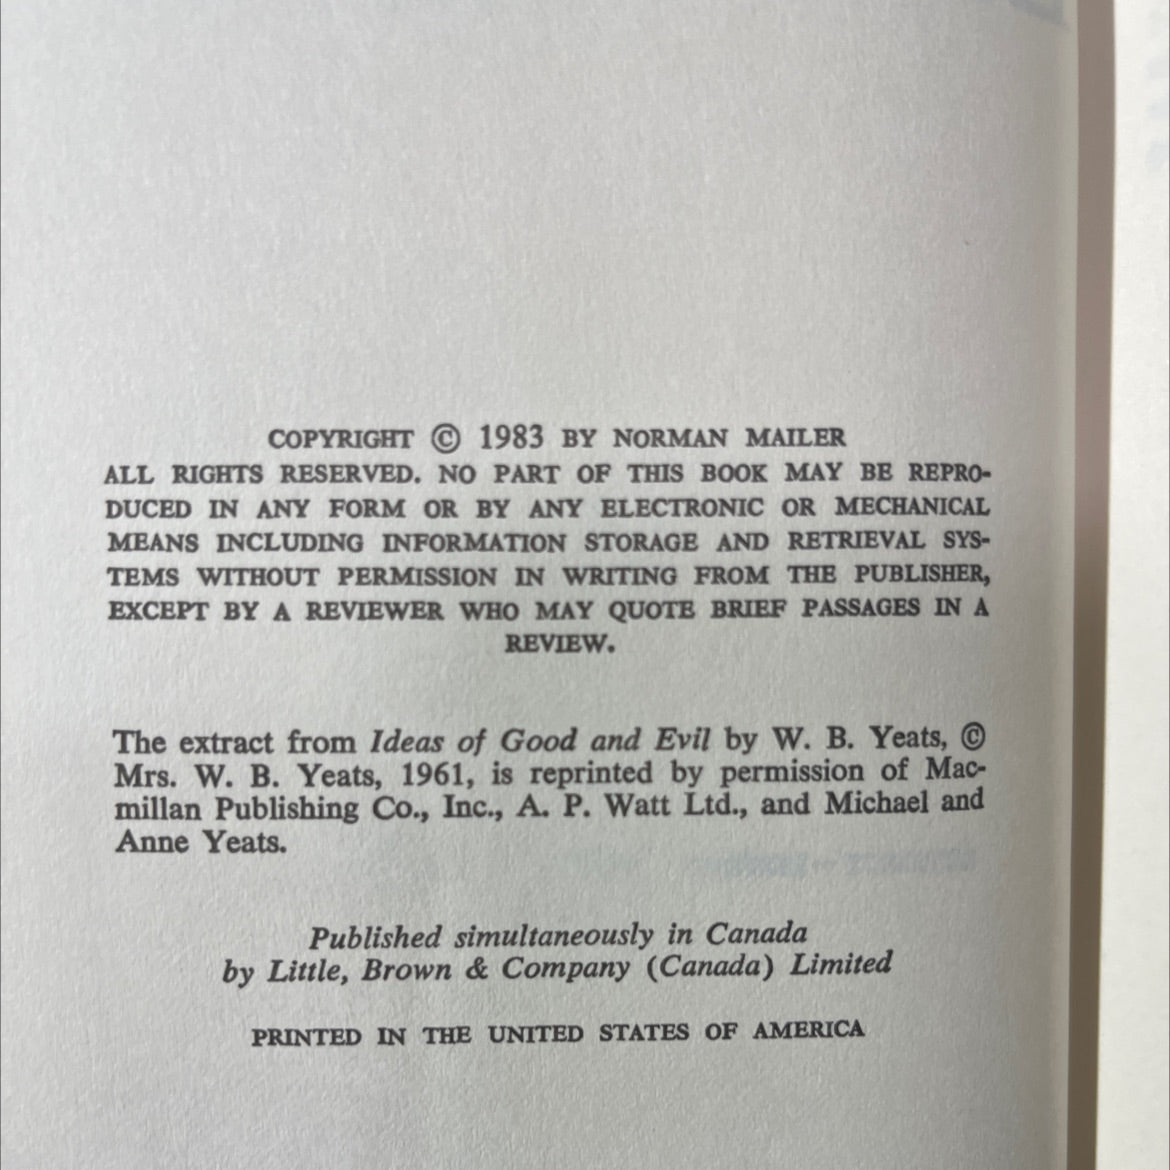 COPYRIGHT © 1983 BY NORMAN MAILER
ALL RIGHTS RESERVED. NO PART OF THIS BOOK MAY BE REPRO-
DUCED IN ANY FORM OR BY ANY ELECTRONIC OR MECHANICAL
MEANS INCLUDING INFORMATION STORAGE AND RETRIEVAL SYS-
TEMS WITHOUT PERMISSION IN WRITING FROM THE PUBLISHER,
EXCEPT BY A REVIEWER WHO MAY QUOTE BRIEF PASSAGES IN A
REVIEW.
The extract from Ideas of Good and Evil by W. B. Yeats, ©
Mrs. W. B. Yeats, 1961, is reprinted by permission of Mac-
millan Publishing Co., Inc., A. P. Watt Ltd., and Michael and
Anne Yeats.
Published simultaneously in Canada
by Little, Brown & Company (Canada) Limited
PRINTED IN THE UNITED STATES OF AMERICA